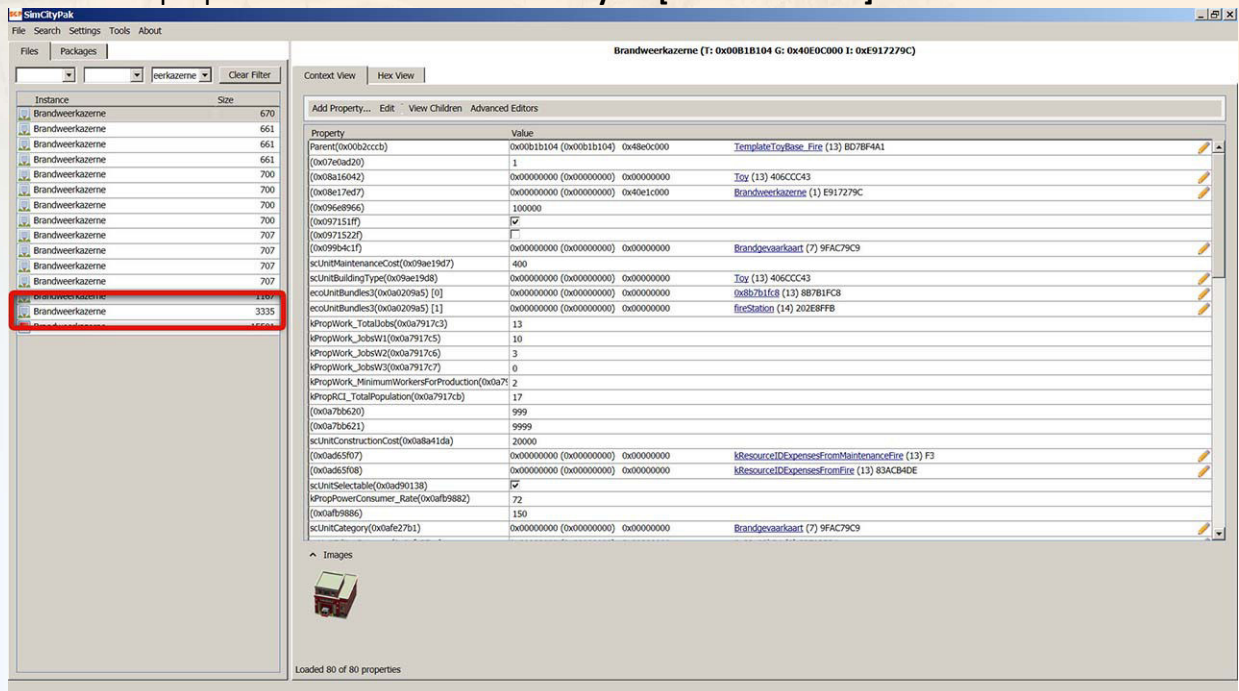 SimCityPak
File Search Settings Tools About
Files Packages
Brandweerkazerne (T: 0x00B1B104 G: 0x40E0C000 I: 0xE917279C)
eerkazerne Clear Filter
Context View Hex View
Instance Size
Brandweerkazerne 670
Brandweerkazerne 661
Brandweerkazerne 661
Brandweerkazerne 661
Brandweerkazerne 700
Brandweerkazerne 700
Brandweerkazerne 700
Brandweerkazerne 700
Brandweerkazerne 707
Brandweerkazerne 707
Brandweerkazerne 707
Brandweerkazerne 707
Brandweerkazerne 1167
Brandweerkazerne 3335
Add Property... Edit View Children Advanced Editors
Property Value
Parent(0x00b2cccb) 0x00b1b104 (0x00b1b104) 0x48e0c000 TemplateToyBase_Fire (13) BD7BF4A1
(0x07e0ad20) 1
(0x08a16042) 0x00000000 (0x00000000) 0x00000000 Toy (13) 406CCC43
(0x08e17ed7) 0x00000000 (0x00000000) 0x40e1c000 Brandweerkazerne (1) E917279C
(0x096e8966) 100000
(0x097151ff)
(0x0971522f)
(0x099b4c1f) 0x00000000 (0x00000000) 0x00000000 Brandgevaarkaart (7) 9FAC79C9
scUnitMaintenanceCost(0x09ae19d7) 400
scUnitBuildingType(0x09ae19d8) 0x00000000 (0x00000000) 0x00000000 Toy (13) 406CCC43
ecoUnitBundles3(0x0a0209a5) [0] 0x00000000 (0x00000000) 0x00000000 0x8b7b1fc8 (13) 8B7B1FC8
ecoUnitBundles3(0x0a0209a5) [1] 0x00000000 (0x00000000) 0x00000000 fireStation (14) 202E8FFB
kPropWork_TotalJobs(0x0a7917c3) 13
kPropWork_JobsW1(0x0a7917c5) 10
kPropWork_JobsW2(0x0a7917c6) 3
kPropWork_JobsW3(0x0a7917c7) 0
kPropWork_MinimumWorkersForProduction(0x0a79 2
kPropRCI_TotalPopulation(0x0a7917cb) 17
(0x0a7bb620) 999
(0x0a7bb621) 9999
scUnitConstructionCost(0x0a8a41da) 20000
(0x0ad65f07) 0x00000000 (0x00000000) 0x00000000 kResourceIDExpensesFromMaintenanceFire (13) F3
(0x0ad65f08) 0x00000000 (0x00000000) 0x00000000 kResourceIDExpensesFromFire (13) 83ACB4DE
scUnitSelectable(0x0ad90138)
kPropPowerConsumer_Rate(0x0afb9882) 72
(0x0afb9886) 150
scUnitCategory(0x0afe27b1) 0x00000000 (0x00000000) 0x00000000 Brandgevaarkaart (7) 9FAC79C9
Images
Loaded 80 of 80 properties